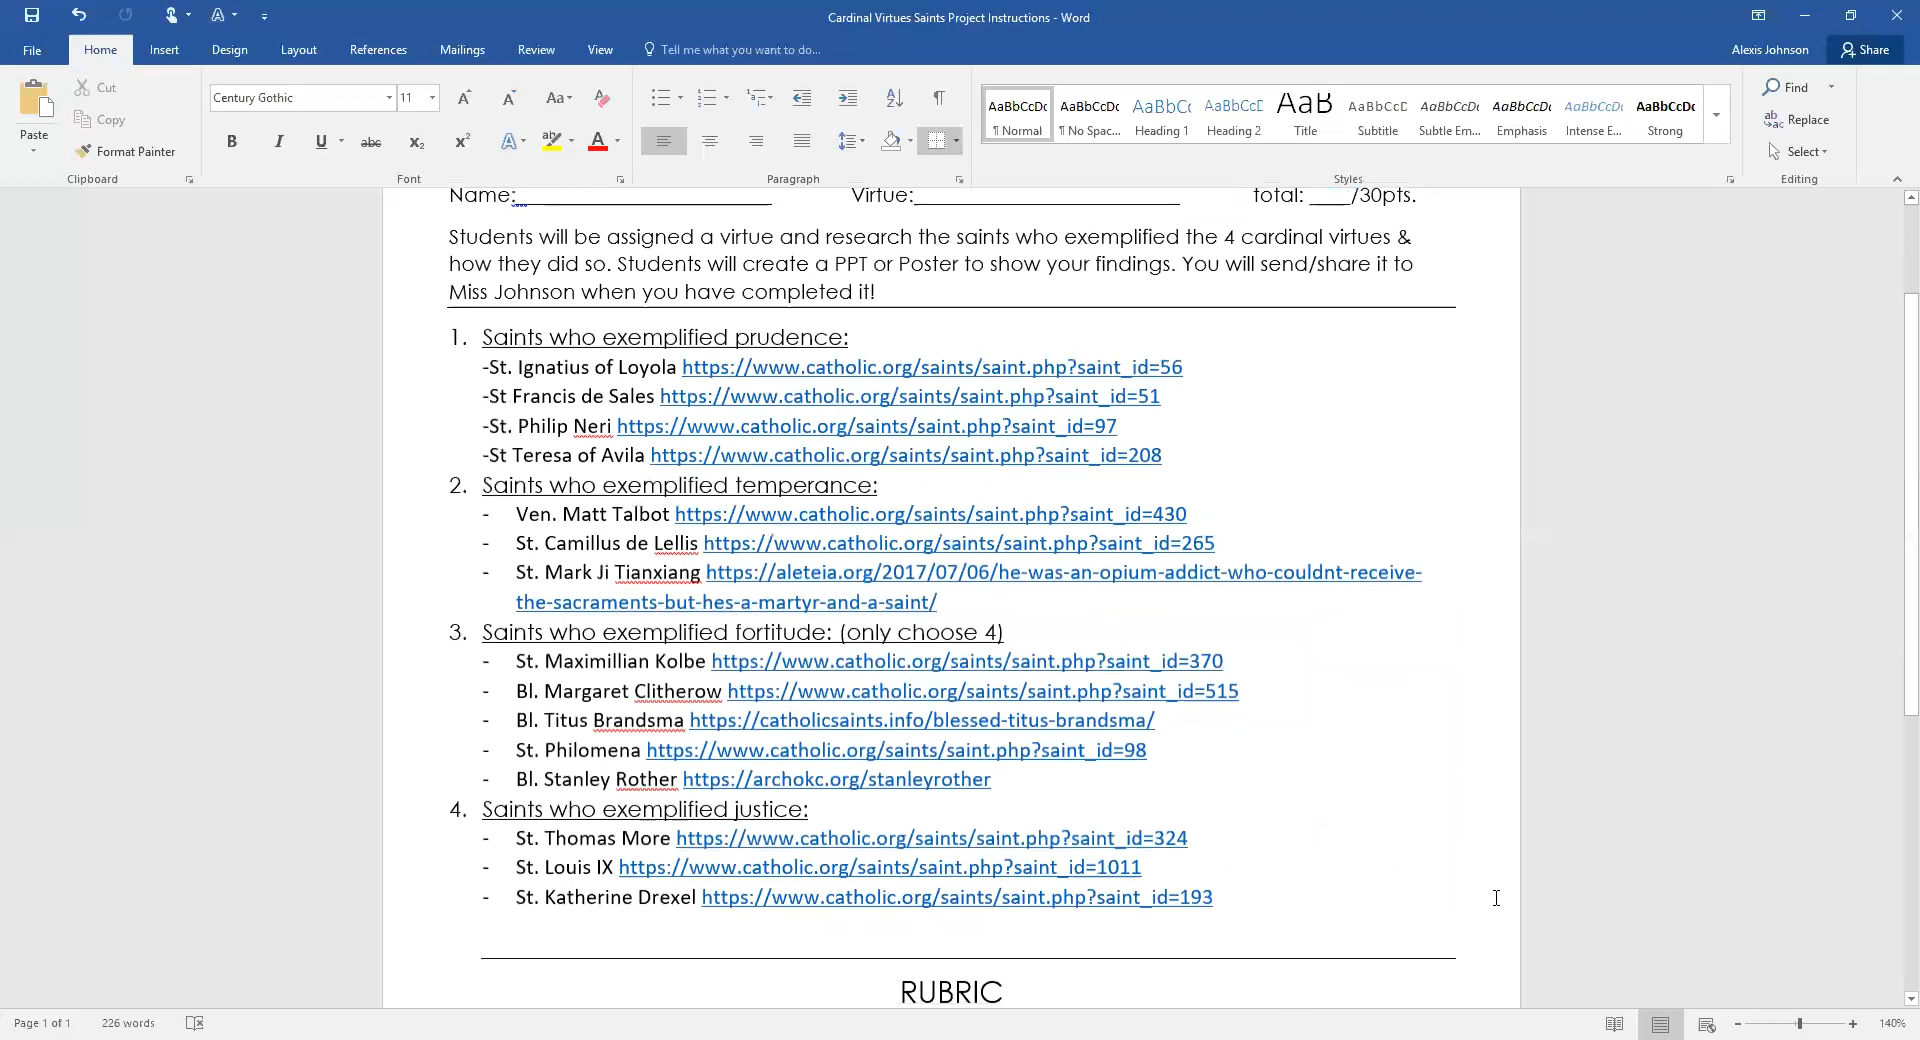 Cardinal Virtues Saints Project Instructions - Word
File Home Insert Design Layout References Mailings Review View Tell me what you want to do... Alexis Johnson Share
Paste
Cut
Copy
Format Painter
Clipboard
Century Gothic 11
Font
Paragraph
AaBbCcDc AaBbCcDc AaBbCc AaBbCcC AaB AaBbCcD AaBbCcDc AaBbCcDc AaBbCcDc AaBbCcDc
¶ Normal ¶ No Spac... Heading 1 Heading 2 Title Subtitle Subtle Em... Emphasis Intense E... Strong
Styles
Find
Replace
Select
Editing
Name:______________________ Virtue:__________________________ total: ____/30pts.
Students will be assigned a virtue and research the saints who exemplified the 4 cardinal virtues &
how they did so. Students will create a PPT or Poster to show your findings. You will send/share it to
Miss Johnson when you have completed it!
1. Saints who exemplified prudence:
-St. Ignatius of Loyola https://www.catholic.org/saints/saint.php?saint_id=56
-St Francis de Sales https://www.catholic.org/saints/saint.php?saint_id=51
-St. Philip Neri https://www.catholic.org/saints/saint.php?saint_id=97
-St Teresa of Avila https://www.catholic.org/saints/saint.php?saint_id=208
2. Saints who exemplified temperance:
- Ven. Matt Talbot https://www.catholic.org/saints/saint.php?saint_id=430
- St. Camillus de Lellis https://www.catholic.org/saints/saint.php?saint_id=265
- St. Mark Ji Tianxiang https://aleteia.org/2017/07/06/he-was-an-opium-addict-who-couldnt-receive-
the-sacraments-but-hes-a-martyr-and-a-saint/
3. Saints who exemplified fortitude: (only choose 4)
- St. Maximillian Kolbe https://www.catholic.org/saints/saint.php?saint_id=370
- Bl. Margaret Clitherow https://www.catholic.org/saints/saint.php?saint_id=515
- Bl. Titus Brandsma https://catholicsaints.info/blessed-titus-brandsma/
- St. Philomena https://www.catholic.org/saints/saint.php?saint_id=98
- Bl. Stanley Rother https://archokc.org/stanleyrother
4. Saints who exemplified justice:
- St. Thomas More https://www.catholic.org/saints/saint.php?saint_id=324
- St. Louis IX https://www.catholic.org/saints/saint.php?saint_id=1011
- St. Katherine Drexel https://www.catholic.org/saints/saint.php?saint_id=193
RUBRIC
Page 1 of 1 226 words 140%